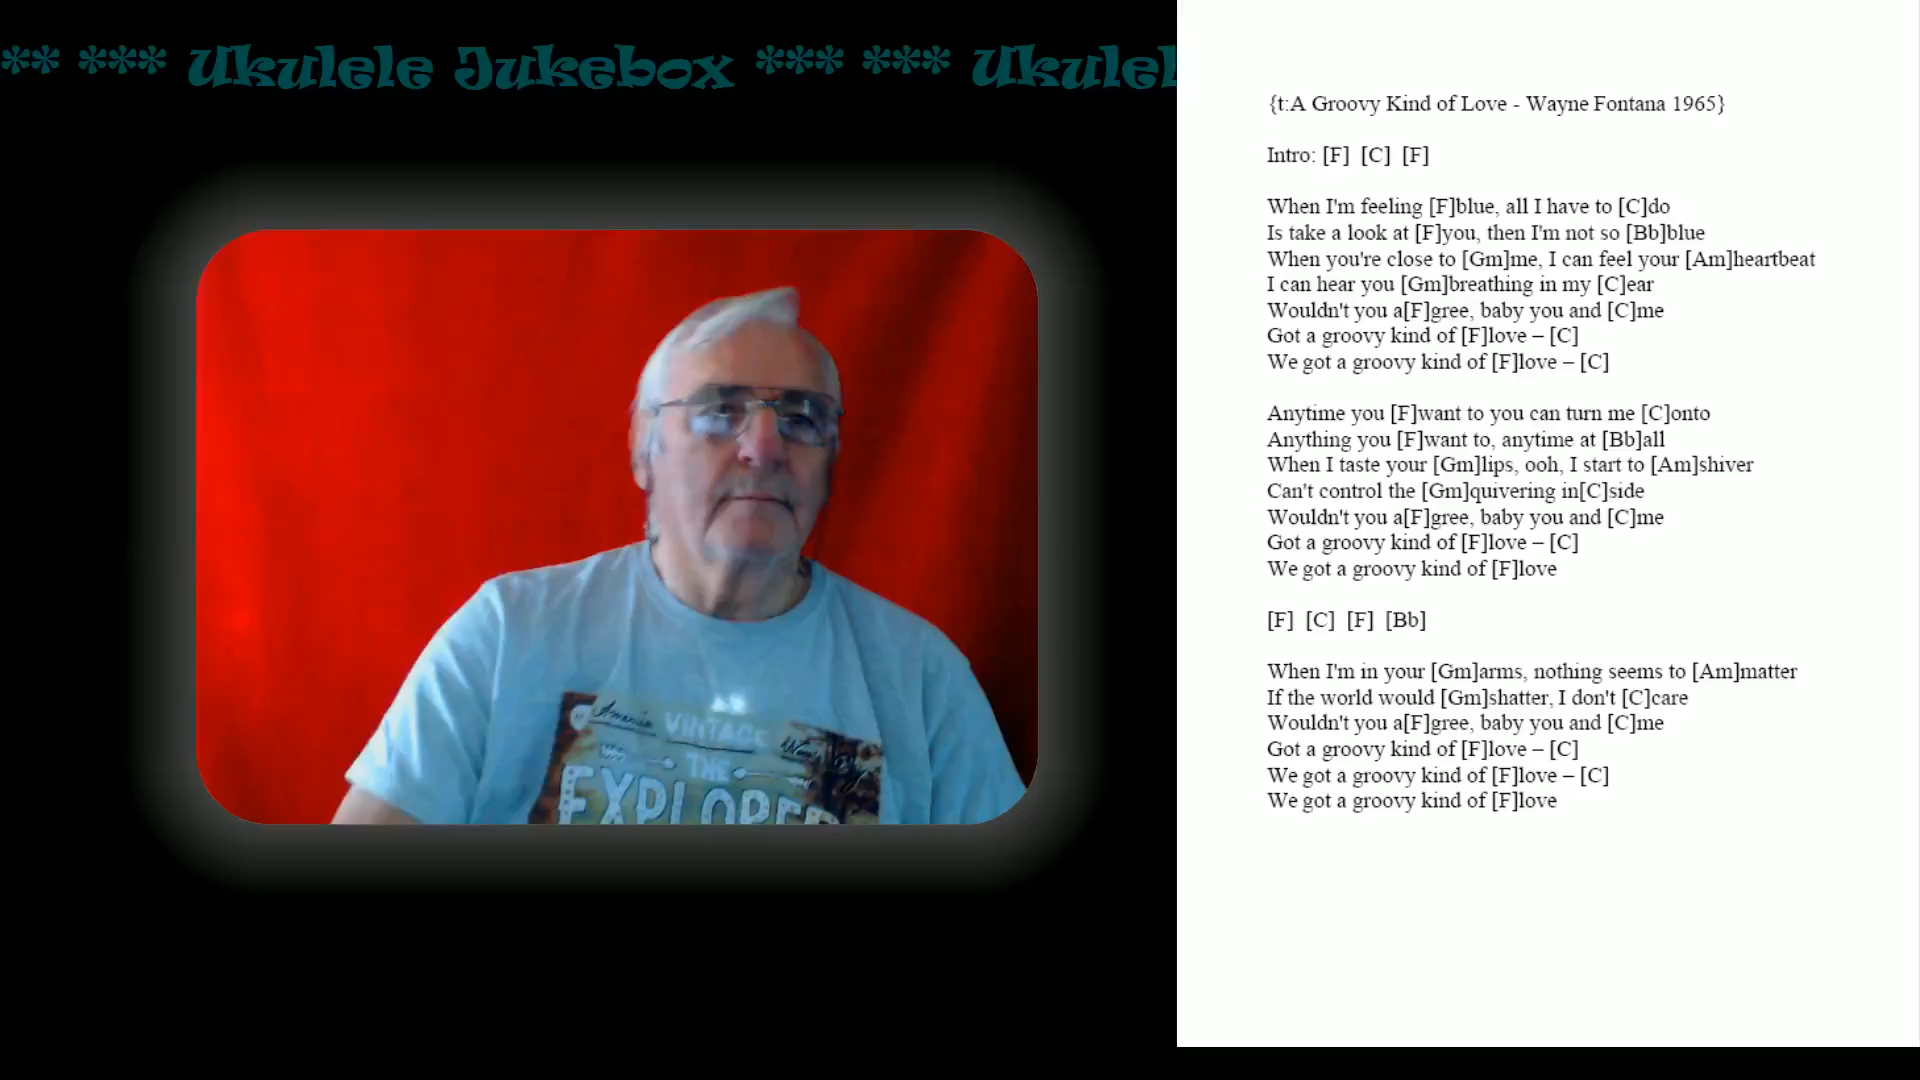 ** *** Ukulele Jukebox *** *** Ukulel
{t:A Groovy Kind of Love - Wayne Fontana 1965}
Intro: [F] [C] [F]
When I'm feeling [F]blue, all I have to [C]do
Is take a look at [F]you, then I'm not so [Bb]blue
When you're close to [Gm]me, I can feel your [Am]heartbeat
I can hear you [Gm]breathing in my [C]ear
Wouldn't you a[F]gree, baby you and [C]me
Got a groovy kind of [F]love – [C]
We got a groovy kind of [F]love – [C]
Anytime you [F]want to you can turn me [C]onto
Anything you [F]want to, anytime at [Bb]all
When I taste your [Gm]lips, ooh, I start to [Am]shiver
Can't control the [Gm]quivering in[C]side
Wouldn't you a[F]gree, baby you and [C]me
Got a groovy kind of [F]love – [C]
We got a groovy kind of [F]love
[F] [C] [F] [Bb]
When I'm in your [Gm]arms, nothing seems to [Am]matter
If the world would [Gm]shatter, I don't [C]care
Wouldn't you a[F]gree, baby you and [C]me
Got a groovy kind of [F]love – [C]
We got a groovy kind of [F]love – [C]
We got a groovy kind of [F]love
VINTAGE
THE
EXPLORER